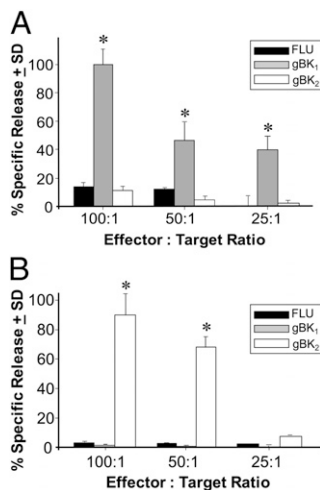 A
% Specific Release ± SD
100
80
60
40
20
0
* * *
FLU
gBK₁
gBK₂
100:1 50:1 25:1
Effector : Target Ratio
B
% Specific Release ± SD
100
80
60
40
20
0
* *
FLU
gBK₁
gBK₂
100:1 50:1 25:1
Effector : Target Ratio